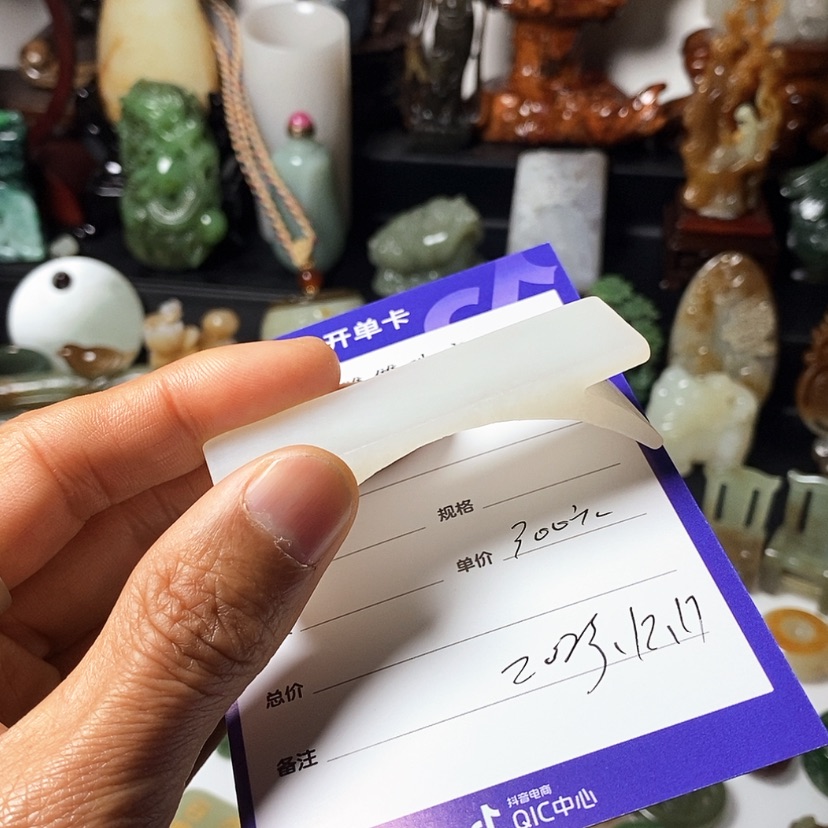 开单卡
规格
单价 300元
总价
2025.12.17
备注
抖音电商
QIC中心